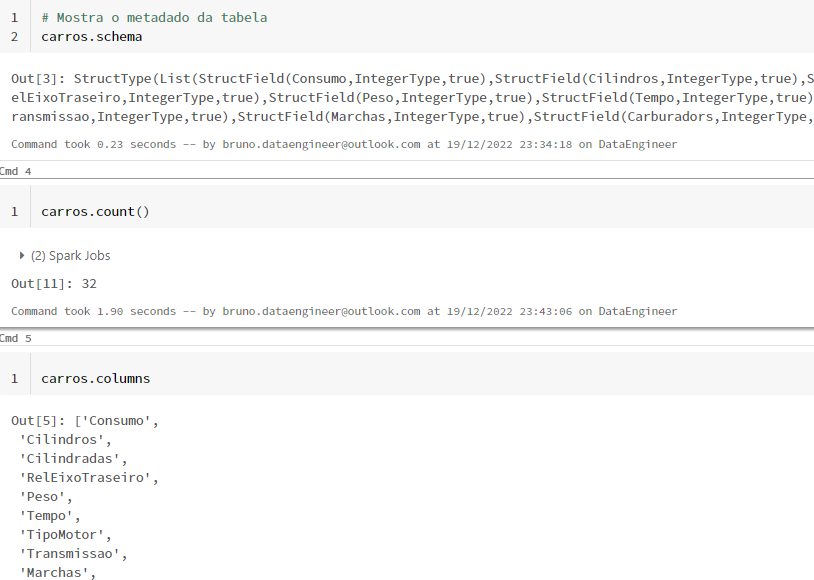 1 # Mostra o metadado da tabela
2 carros.schema
Out[3]: StructType(List(StructField(Consumo,IntegerType,true),StructField(Cilindros,IntegerType,true),S
elEixoTraseiro,IntegerType,true),StructField(Peso,IntegerType,true),StructField(Tempo,IntegerType,true)
ransmissao,IntegerType,true),StructField(Marchas,IntegerType,true),StructField(Carburadors,IntegerType,
Command took 0.23 seconds -- by bruno.dataengineer@outlook.com at 19/12/2022 23:34:18 on DataEngineer
Cmd 4
1 carros.count()
(2) Spark Jobs
Out[11]: 32
Command took 1.90 seconds -- by bruno.dataengineer@outlook.com at 19/12/2022 23:43:06 on DataEngineer
Cmd 5
1 carros.columns
Out[5]: ['Consumo',
'Cilindros',
'Cilindradas',
'RelEixoTraseiro',
'Peso',
'Tempo',
'TipoMotor',
'Transmissao',
'Marchas',